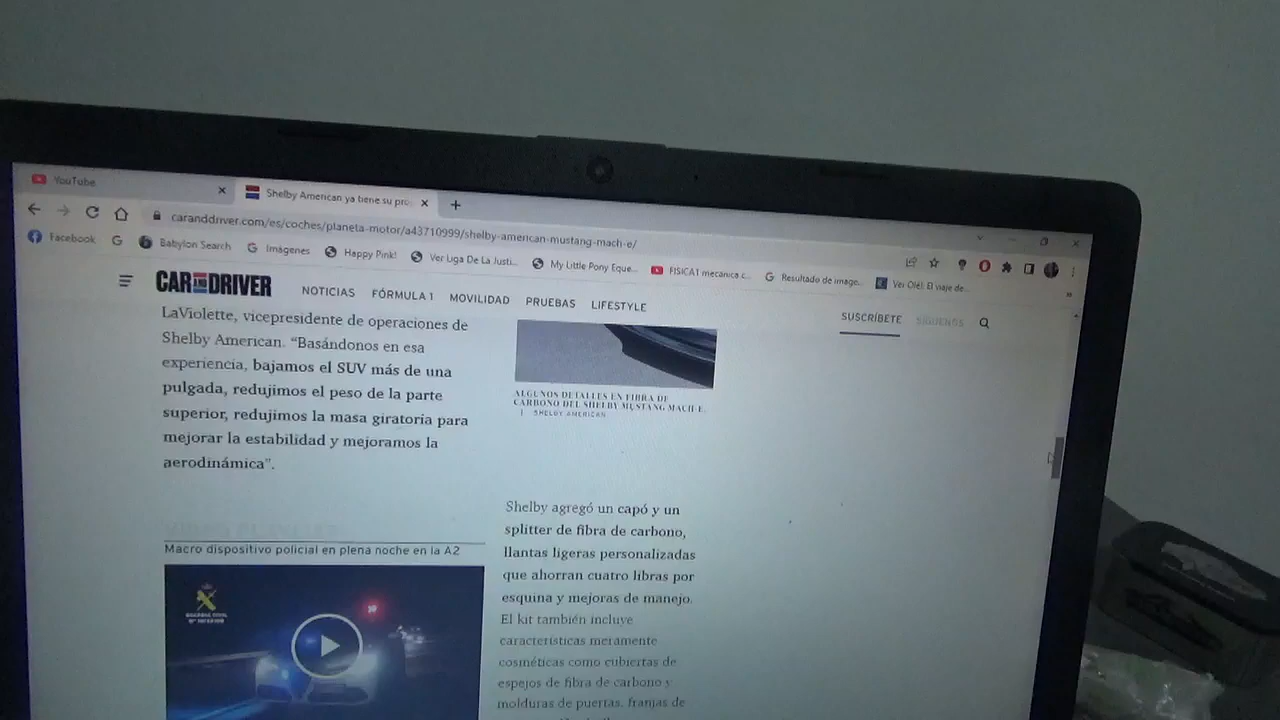 YouTube
Shelby American ya tiene su pro
caranddriver.com/es/coches/planeta-motor/a43710999/shelby-american-mustang-mach-e/
Facebook
Babylon Search
Imágenes
Happy Pink!
Ver Liga De La Justi...
My Little Pony Eque...
FISICA1 mecanica c...
Resultado de image...
Ver Olé!: El viaje de...
CAR AND DRIVER
NOTICIAS
FÓRMULA 1
MOVILIDAD
PRUEBAS
LIFESTYLE
SUSCRÍBETE
SÍGUENOS
LaViolette, vicepresidente de operaciones de
Shelby American. “Basándonos en esa
experiencia, bajamos el SUV más de una
pulgada, redujimos el peso de la parte
superior, redujimos la masa giratoria para
mejorar la estabilidad y mejoramos la
aerodinámica”.
Macro dispositivo policial en plena noche en la A2
GUARDIA CIVIL
ALGUNOS DETALLES EN FIBRA DE
CARBONO DEL SHELBY MUSTANG MACH-E.
| SHELBY AMERICAN
Shelby agregó un capó y un
splitter de fibra de carbono,
llantas ligeras personalizadas
que ahorran cuatro libras por
esquina y mejoras de manejo.
El kit también incluye
características meramente
cosméticas como cubiertas de
espejos de fibra de carbono y
molduras de puertas, franjas de